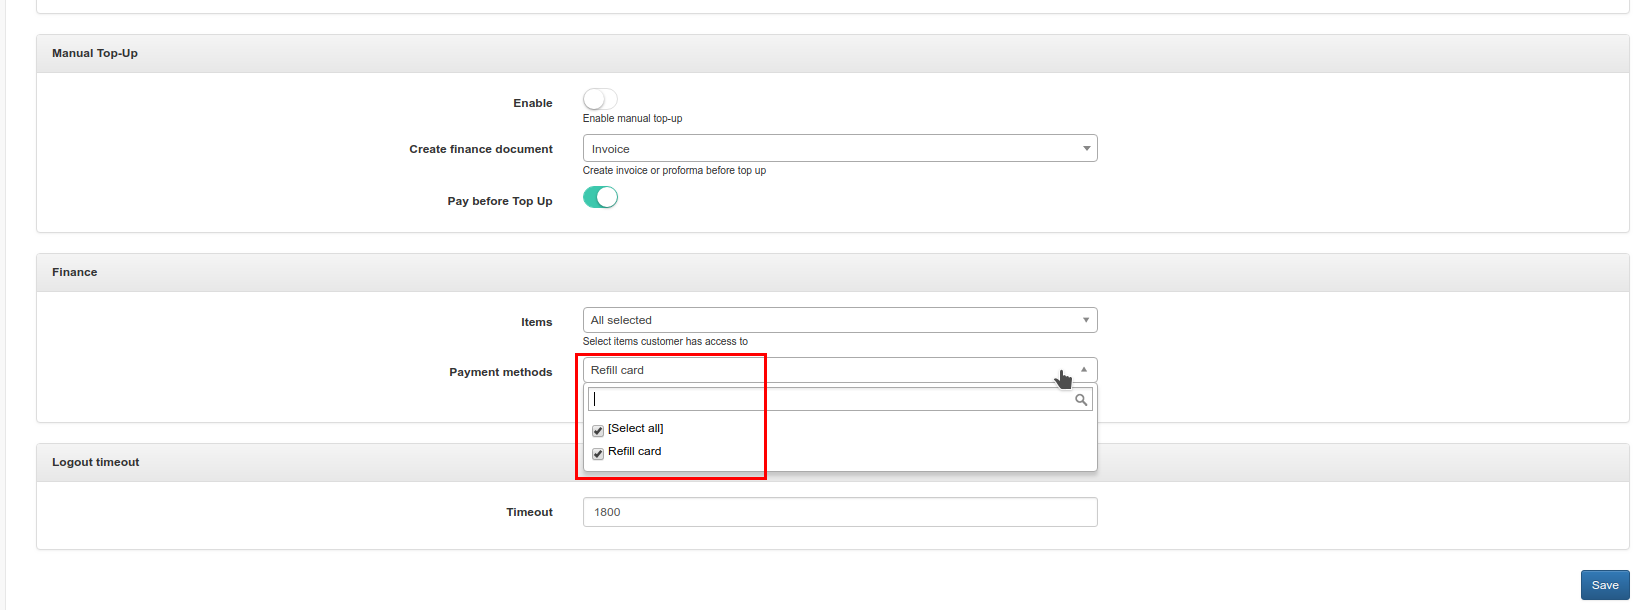 Manual Top-Up
Enable
Enable manual top-up
Create finance document
Invoice
Create invoice or proforma before top up
Pay before Top Up
Finance
Items
All selected
Select items customer has access to
Payment methods
Refill card
[Select all]
Refill card
Logout timeout
Timeout
1800
Save